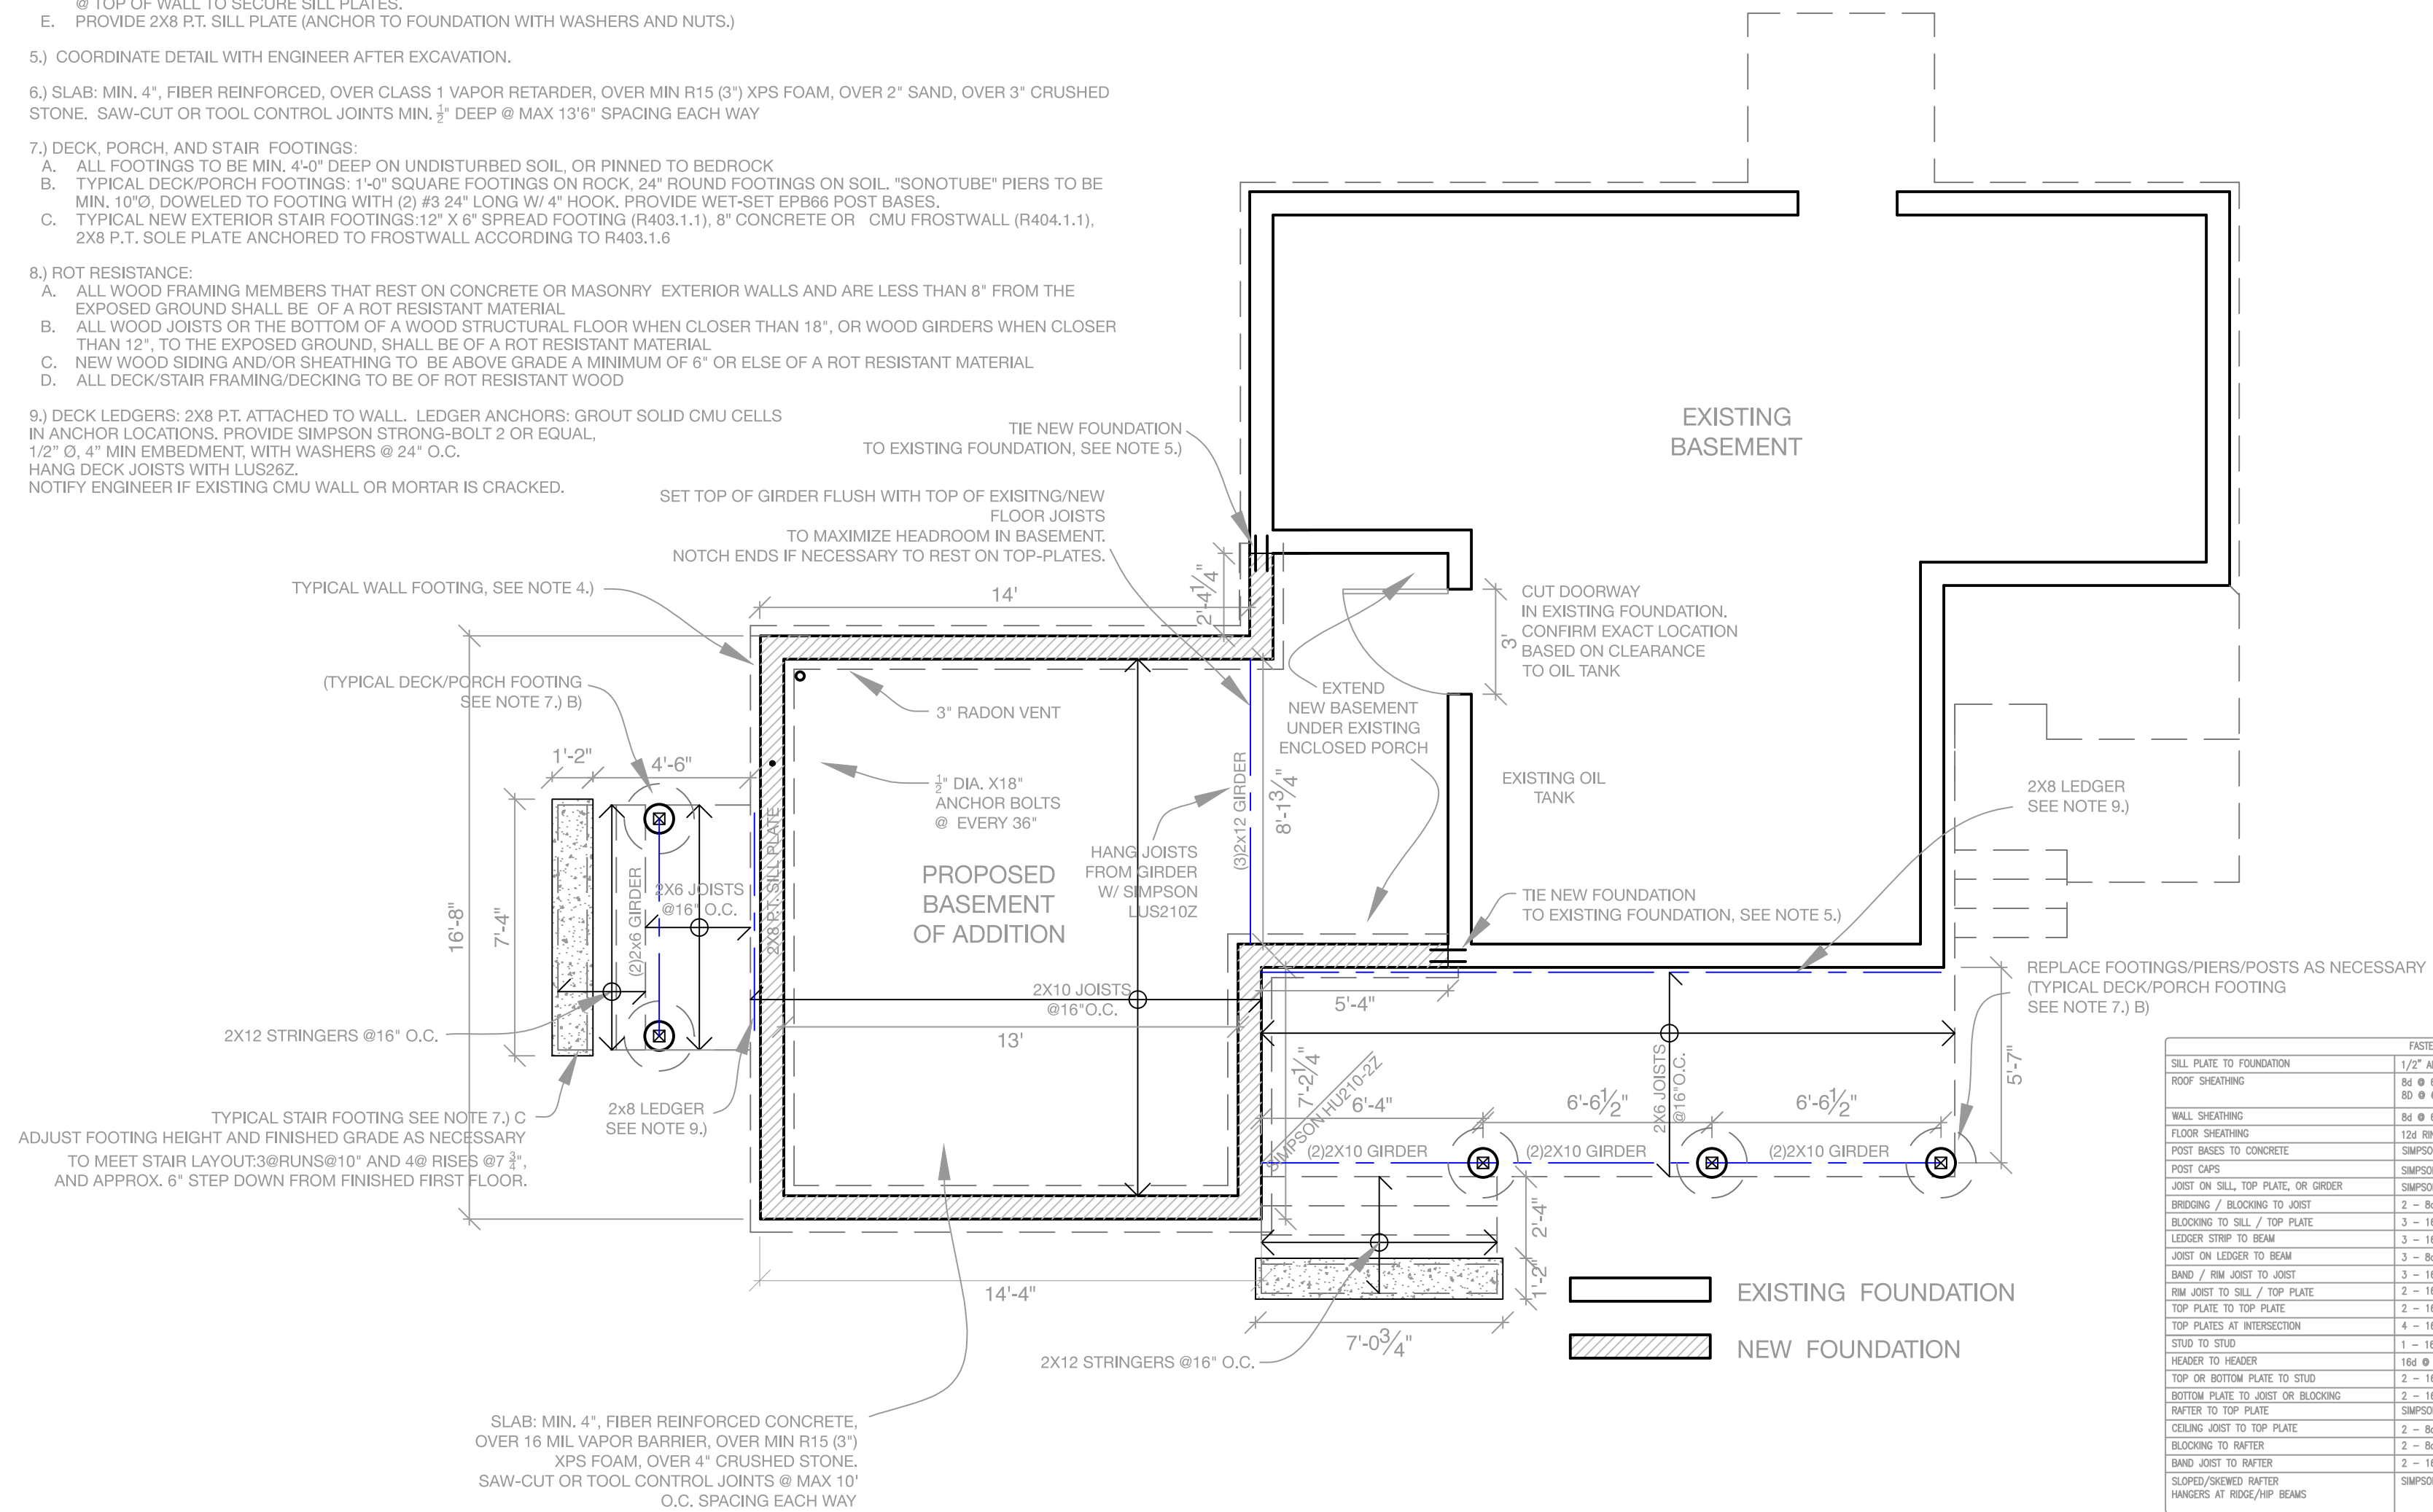 @ TOP OF WALL TO SECURE SILL PLATES.
E. PROVIDE 2X8 P.T. SILL PLATE (ANCHOR TO FOUNDATION WITH WASHERS AND NUTS.)
5.) COORDINATE DETAIL WITH ENGINEER AFTER EXCAVATION.
6.) SLAB: MIN. 4", FIBER REINFORCED, OVER CLASS 1 VAPOR RETARDER, OVER MIN R15 (3") XPS FOAM, OVER 2" SAND, OVER 3" CRUSHED
STONE. SAW-CUT OR TOOL CONTROL JOINTS MIN. ½" DEEP @ MAX 13'6" SPACING EACH WAY
7.) DECK, PORCH, AND STAIR FOOTINGS:
A. ALL FOOTINGS TO BE MIN. 4'-0" DEEP ON UNDISTURBED SOIL, OR PINNED TO BEDROCK
B. TYPICAL DECK/PORCH FOOTINGS: 1'-0" SQUARE FOOTINGS ON ROCK, 24" ROUND FOOTINGS ON SOIL. "SONOTUBE" PIERS TO BE
MIN. 10"Ø, DOWELED TO FOOTING WITH (2) #3 24" LONG W/ 4" HOOK. PROVIDE WET-SET EPB66 POST BASES.
C. TYPICAL NEW EXTERIOR STAIR FOOTINGS:12" X 6" SPREAD FOOTING (R403.1.1), 8" CONCRETE OR CMU FROSTWALL (R404.1.1),
2X8 P.T. SOLE PLATE ANCHORED TO FROSTWALL ACCORDING TO R403.1.6
8.) ROT RESISTANCE:
A. ALL WOOD FRAMING MEMBERS THAT REST ON CONCRETE OR MASONRY EXTERIOR WALLS AND ARE LESS THAN 8" FROM THE
EXPOSED GROUND SHALL BE OF A ROT RESISTANT MATERIAL
B. ALL WOOD JOISTS OR THE BOTTOM OF A WOOD STRUCTURAL FLOOR WHEN CLOSER THAN 18", OR WOOD GIRDERS WHEN CLOSER
THAN 12", TO THE EXPOSED GROUND, SHALL BE OF A ROT RESISTANT MATERIAL
C. NEW WOOD SIDING AND/OR SHEATHING TO BE ABOVE GRADE A MINIMUM OF 6" OR ELSE OF A ROT RESISTANT MATERIAL
D. ALL DECK/STAIR FRAMING/DECKING TO BE OF ROT RESISTANT WOOD
9.) DECK LEDGERS: 2X8 P.T. ATTACHED TO WALL. LEDGER ANCHORS: GROUT SOLID CMU CELLS
IN ANCHOR LOCATIONS. PROVIDE SIMPSON STRONG-BOLT 2 OR EQUAL,
1/2" Ø, 4" MIN EMBEDMENT, WITH WASHERS @ 24" O.C.
HANG DECK JOISTS WITH LUS26Z.
NOTIFY ENGINEER IF EXISTING CMU WALL OR MORTAR IS CRACKED.
TIE NEW FOUNDATION
TO EXISTING FOUNDATION, SEE NOTE 5.)
SET TOP OF GIRDER FLUSH WITH TOP OF EXISITNG/NEW
FLOOR JOISTS
TO MAXIMIZE HEADROOM IN BASEMENT.
NOTCH ENDS IF NECESSARY TO REST ON TOP-PLATES.
EXISTING
BASEMENT
TYPICAL WALL FOOTING, SEE NOTE 4.)
14'
2'-4¼"
CUT DOORWAY
IN EXISTING FOUNDATION.
CONFIRM EXACT LOCATION
BASED ON CLEARANCE
TO OIL TANK
3'
(TYPICAL DECK/PORCH FOOTING
SEE NOTE 7.) B)
3" RADON VENT
EXTEND
NEW BASEMENT
UNDER EXISTING
ENCLOSED PORCH
1'-2"
4'-6"
½" DIA. X18"
ANCHOR BOLTS
@ EVERY 36"
(3)2x12 GIRDER
8'-1¾"
EXISTING OIL
TANK
2X8 LEDGER
SEE NOTE 9.)
HANG JOISTS
FROM GIRDER
W/ SIMPSON
LUS210Z
PROPOSED
BASEMENT
OF ADDITION
16'-8"
7'-4"
(2)2x6 GIRDER
2X6 JOISTS
@16" O.C.
2X8 P.T. SILL PLATE
TIE NEW FOUNDATION
TO EXISTING FOUNDATION, SEE NOTE 5.)
REPLACE FOOTINGS/PIERS/POSTS AS NECESSARY
(TYPICAL DECK/PORCH FOOTING
SEE NOTE 7.) B)
2X10 JOISTS
@16"O.C.
5'-4"
2X12 STRINGERS @16" O.C.
13'
7'-2¼"
SIMPSON HU210-2Z
6'-4"
6'-6½"
2X6 JOISTS
@16"O.C.
6'-6½"
5'-7"
(2)2X10 GIRDER
(2)2X10 GIRDER
(2)2X10 GIRDER
TYPICAL STAIR FOOTING SEE NOTE 7.) C
ADJUST FOOTING HEIGHT AND FINISHED GRADE AS NECESSARY
TO MEET STAIR LAYOUT:3@RUNS@10" AND 4@ RISES @7 ¾",
AND APPROX. 6" STEP DOWN FROM FINISHED FIRST FLOOR.
2x8 LEDGER
SEE NOTE 9.)
2'-4"
1'-2"
14'-4"
7'-0¾"
2X12 STRINGERS @16" O.C.
EXISTING FOUNDATION
NEW FOUNDATION
SLAB: MIN. 4", FIBER REINFORCED CONCRETE,
OVER 16 MIL VAPOR BARRIER, OVER MIN R15 (3")
XPS FOAM, OVER 4" CRUSHED STONE.
SAW-CUT OR TOOL CONTROL JOINTS @ MAX 10'
O.C. SPACING EACH WAY
SILL PLATE TO FOUNDATION 1/2"
ROOF SHEATHING 8d @
8D @
WALL SHEATHING 8d @
FLOOR SHEATHING 12d
POST BASES TO CONCRETE
POST CAPS
JOIST ON SILL, TOP PLATE, OR GIRDER
BRIDGING / BLOCKING TO JOIST 2 -
BLOCKING TO SILL / TOP PLATE 3 -
LEDGER STRIP TO BEAM 3 -
JOIST ON LEDGER TO BEAM 3 -
BAND / RIM JOIST TO JOIST 3 -
RIM JOIST TO SILL / TOP PLATE 2 -
TOP PLATE TO TOP PLATE 2 -
TOP PLATES AT INTERSECTION 4 -
STUD TO STUD 1 -
HEADER TO HEADER 16d @
TOP OR BOTTOM PLATE TO STUD 2 -
BOTTOM PLATE TO JOIST OR BLOCKING 2 -
RAFTER TO TOP PLATE
CEILING JOIST TO TOP PLATE 2 -
BLOCKING TO RAFTER 2 -
BAND JOIST TO RAFTER 2 -
SLOPED/SKEWED RAFTER
HANGERS AT RIDGE/HIP BEAMS